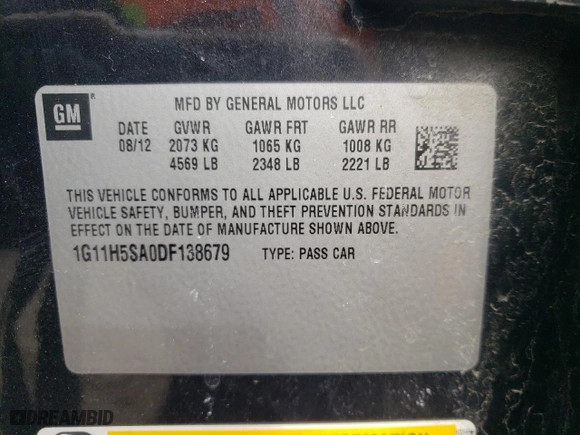 GM®
MFD BY GENERAL MOTORS LLC
DATE GVWR GAWR FRT GAWR RR
08/12 2073 KG 1065 KG 1008 KG
4569 LB 2348 LB 2221 LB
THIS VEHICLE CONFORMS TO ALL APPLICABLE U.S. FEDERAL MOTOR
VEHICLE SAFETY, BUMPER, AND THEFT PREVENTION STANDARDS IN
EFFECT ON THE DATE OF MANUFACTURE SHOWN ABOVE.
1G11H5SA0DF138679 TYPE: PASS CAR
DREAMBID